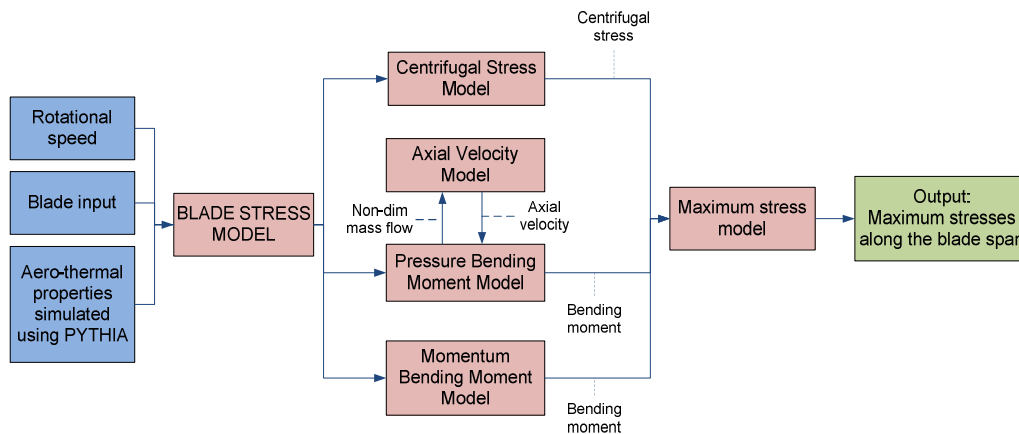 Rotational
speed
Blade input
Aero-thermal
properties
simulated
using PYTHIA
BLADE STRESS
MODEL
Centrifugal Stress
Model
Axial Velocity
Model
Non-dim
mass flow
Axial
velocity
Pressure Bending
Moment Model
Momentum
Bending Moment
Model
Centrifugal
stress
Bending
moment
Bending
moment
Maximum stress
model
Output:
Maximum stresses
along the blade span